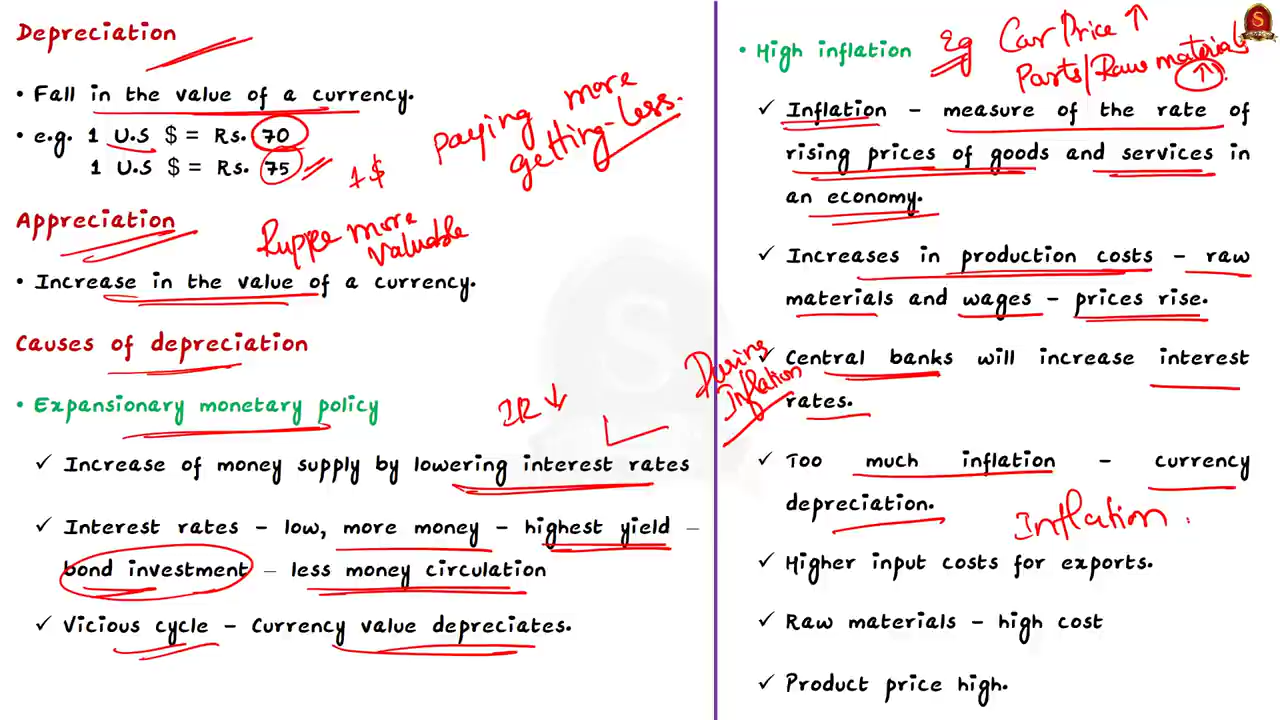 Depreciation
• Fall in the value of a currency.
• e.g. 1 U.S $ = Rs. 70
1 U.S $ = Rs. 75
1 $
Paying more
getting less.
Appreciation
Ruppe more
valuable
• Increase in the value of a currency.
Causes of depreciation
• Expansionary monetary policy
IR ↓
✓ Increase of money supply by lowering interest rates
✓ Interest rates – low, more money – highest yield –
bond investment – less money circulation
✓ Vicious cycle – Currency value depreciates.
• High inflation
Eg Car Price ↑
Parts/Raw materials
(↑).
✓ Inflation – measure of the rate of
rising prices of goods and services in
an economy.
✓ Increases in production costs – raw
materials and wages – prices rise.
During
Inflation
✓ Central banks will increase interest
rates.
✓ Too much inflation – currency
depreciation.
Inflation
✓ Higher input costs for exports.
✓ Raw materials – high cost
✓ Product price high.
S
S